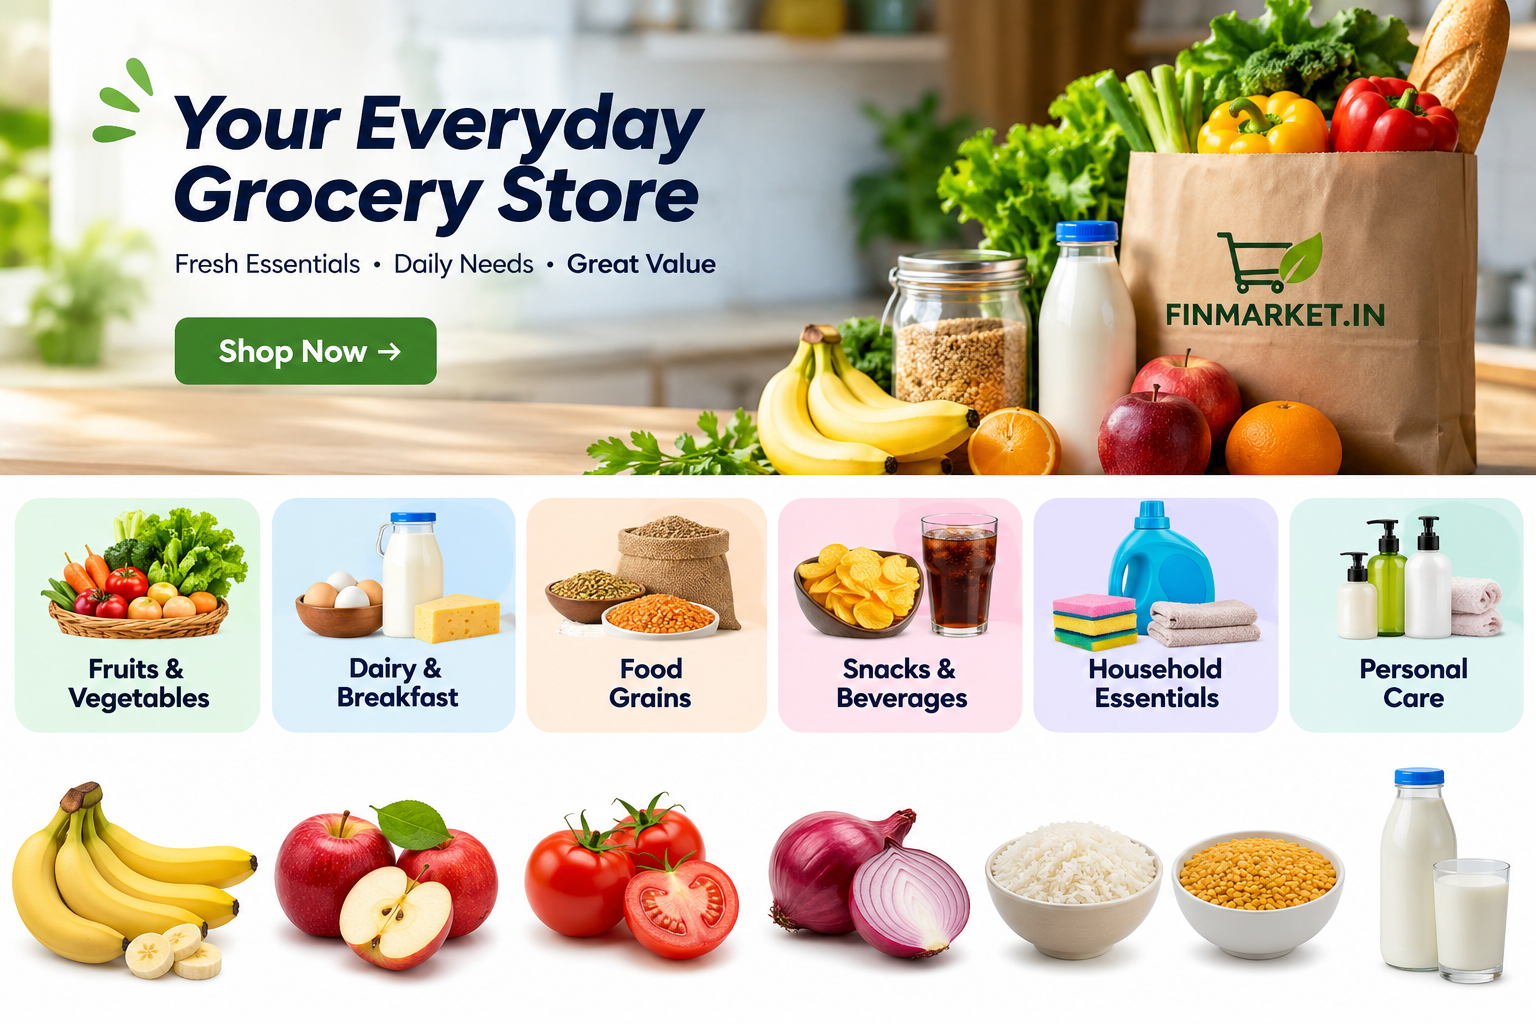 Your Everyday
Grocery Store
Fresh Essentials • Daily Needs • Great Value
Shop Now →
FINMARKET.IN
Fruits &
Vegetables
Dairy &
Breakfast
Food
Grains
Snacks &
Beverages
Household
Essentials
Personal
Care